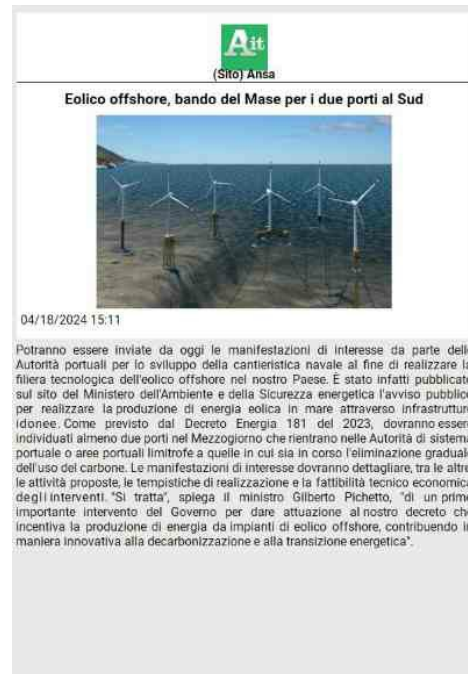 Ait
(Sito) Ansa
Eolico offshore, bando del Mase per i due porti al Sud
04/18/2024 15:11
Potranno essere inviate da oggi le manifestazioni di interesse da parte dell
Autorità portuali per lo sviluppo della cantieristica navale al fine di realizzare la
filiera tecnologica dell'eolico offshore nel nostro Paese. È stato infatti pubblicato
sul sito del Ministero dell'Ambiente e della Sicurezza energetica l'avviso pubblico
per realizzare la produzione di energia eolica in mare attraverso infrastruttur
idonee. Come previsto dal Decreto Energia 181 del 2023, dovranno essere
individuati almeno due porti nel Mezzogiorno che rientrano nelle Autorità di sistema
portuale o aree portuali limitrofe a quelle in cui sia in corso l'eliminazione graduale
dell'uso del carbone. Le manifestazioni di interesse dovranno dettagliare, tra le altre
le attività proposte, le tempistiche di realizzazione e la fattibilità tecnico economica
degli interventi. "Si tratta", spiega il ministro Gilberto Pichetto, "di un primo
importante intervento del Governo per dare attuazione al nostro decreto che
incentiva la produzione di energia da impianti di eolico offshore, contribuendo in
maniera innovativa alla decarbonizzazione e alla transizione energetica".